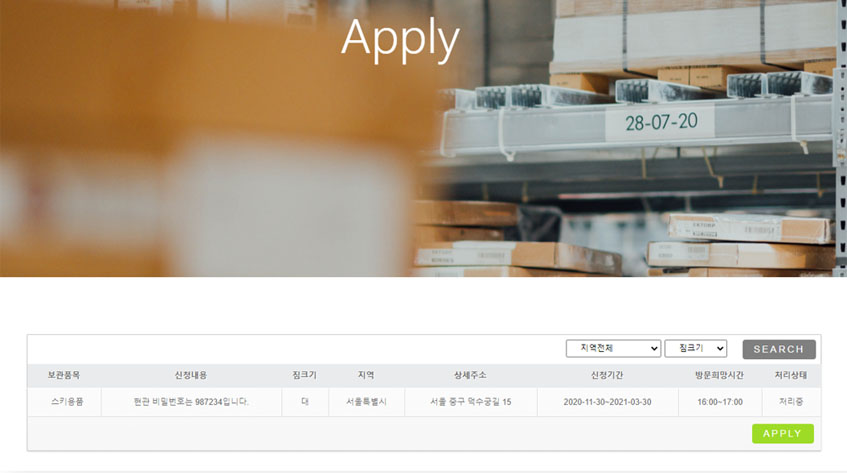 Apply
28-07-20
지역전체 짐크기 SEARCH
보관품목 신청내용 짐크기 지역 상세주소 신청기간 방문희망시간 처리상태
스키용품 현관 비밀번호는 987234입니다. 대 서울특별시 서울 중구 덕수궁길 15 2020-11-30~2021-03-30 16:00~17:00 처리중
APPLY